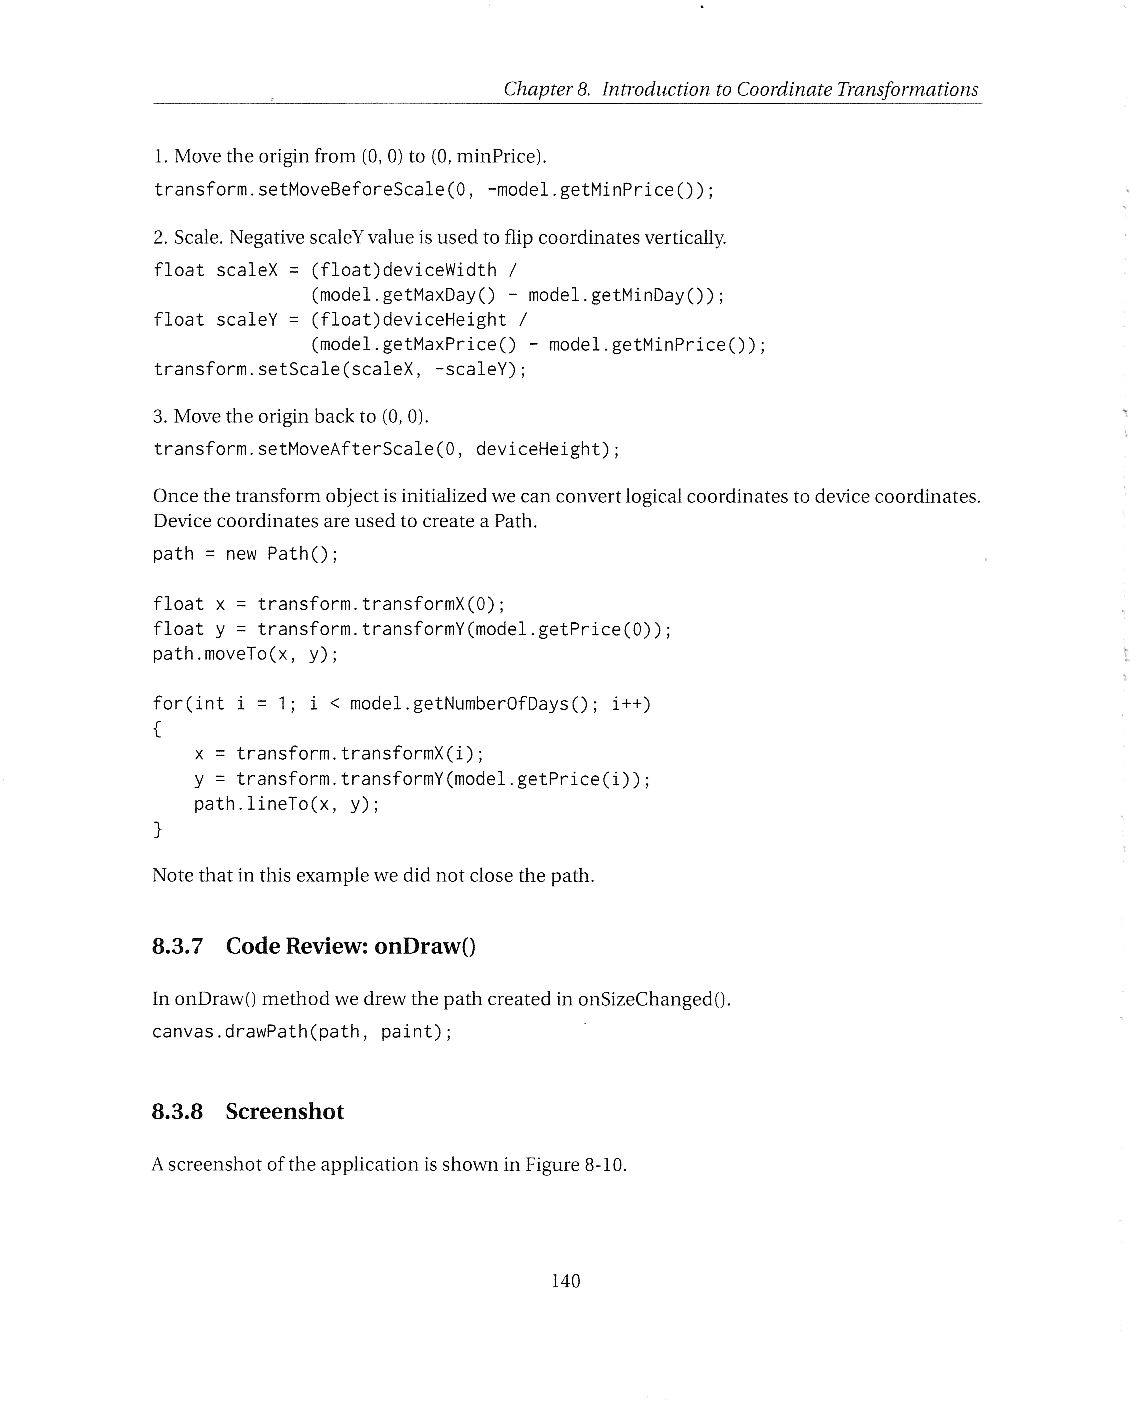 Chapter 8. Introduction to Coordinate Transformations
1. Move the origin from (0, 0) to (0, minPrice).
transform.setMoveBeforeScale(0, -model.getMinPrice());
2. Scale. Negative scaleY value is used to flip coordinates vertically.
float scaleX = (float)deviceWidth /
(model.getMaxDay() - model.getMinDay());
float scaleY = (float)deviceHeight /
(model.getMaxPrice() - model.getMinPrice());
transform.setScale(scaleX, -scaleY);
3. Move the origin back to (0, 0).
transform.setMoveAfterScale(0, deviceHeight);
Once the transform object is initialized we can convert logical coordinates to device coordinates.
Device coordinates are used to create a Path.
path = new Path();
float x = transform.transformX(0);
float y = transform.transformY(model.getPrice(0));
path.moveTo(x, y);
for(int i = 1; i < model.getNumberOfDays(); i++)
{
x = transform.transformX(i);
y = transform.transformY(model.getPrice(i));
path.lineTo(x, y);
}
Note that in this example we did not close the path.
8.3.7 Code Review: onDraw()
In onDraw() method we drew the path created in onSizeChanged().
canvas.drawPath(path, paint);
8.3.8 Screenshot
A screenshot of the application is shown in Figure 8-10.
140